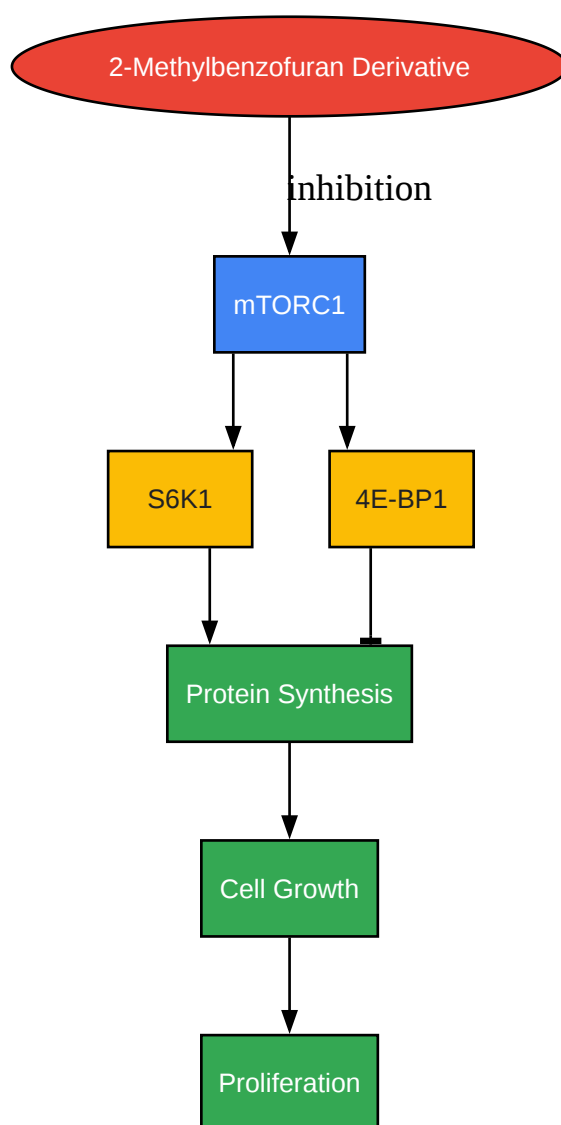 2-Methylbenzofuran Derivative
inhibition
mTORC1
S6K1
4E-BP1
Protein Synthesis
Cell Growth
Proliferation